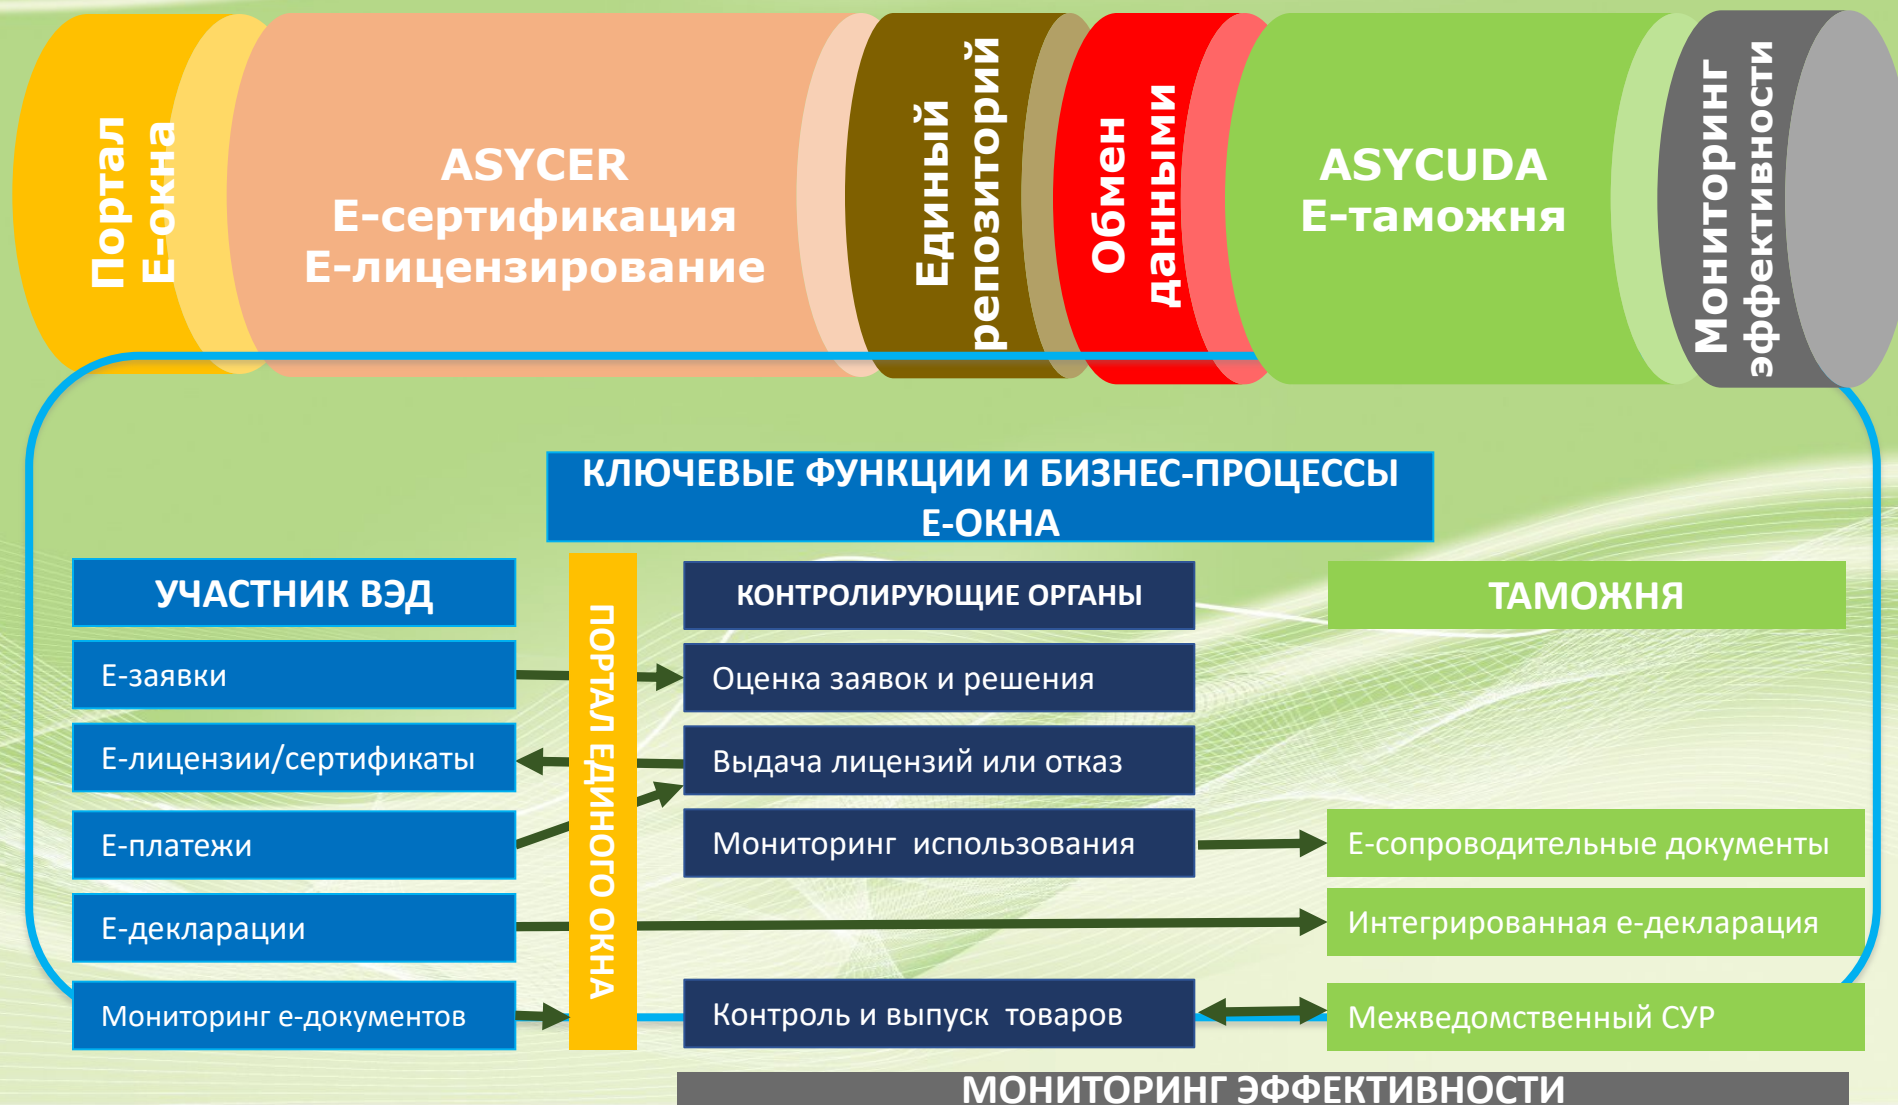 Портал
Е-окна
ASYCER
Е-сертификация
Е-лицензирование
Единый
репозиторий
Обмен
данными
ASYCUDA
Е-таможня
Мониторинг
эффективности
КЛЮЧЕВЫЕ ФУНКЦИИ И БИЗНЕС-ПРОЦЕССЫ
Е-ОКНА
УЧАСТНИК ВЭД
ПОРТАЛ ЕДИНОГО ОКНА
КОНТРОЛИРУЮЩИЕ ОРГАНЫ
ТАМОЖНЯ
Е-заявки
Оценка заявок и решения
Е-лицензии/сертификаты
Выдача лицензий или отказ
Е-платежи
Мониторинг использования
Е-сопроводительные документы
Е-декларации
Интегрированная е-декларация
Мониторинг е-документов
Контроль и выпуск товаров
Межведомственный СУР
МОНИТОРИНГ ЭФФЕКТИВНОСТИ